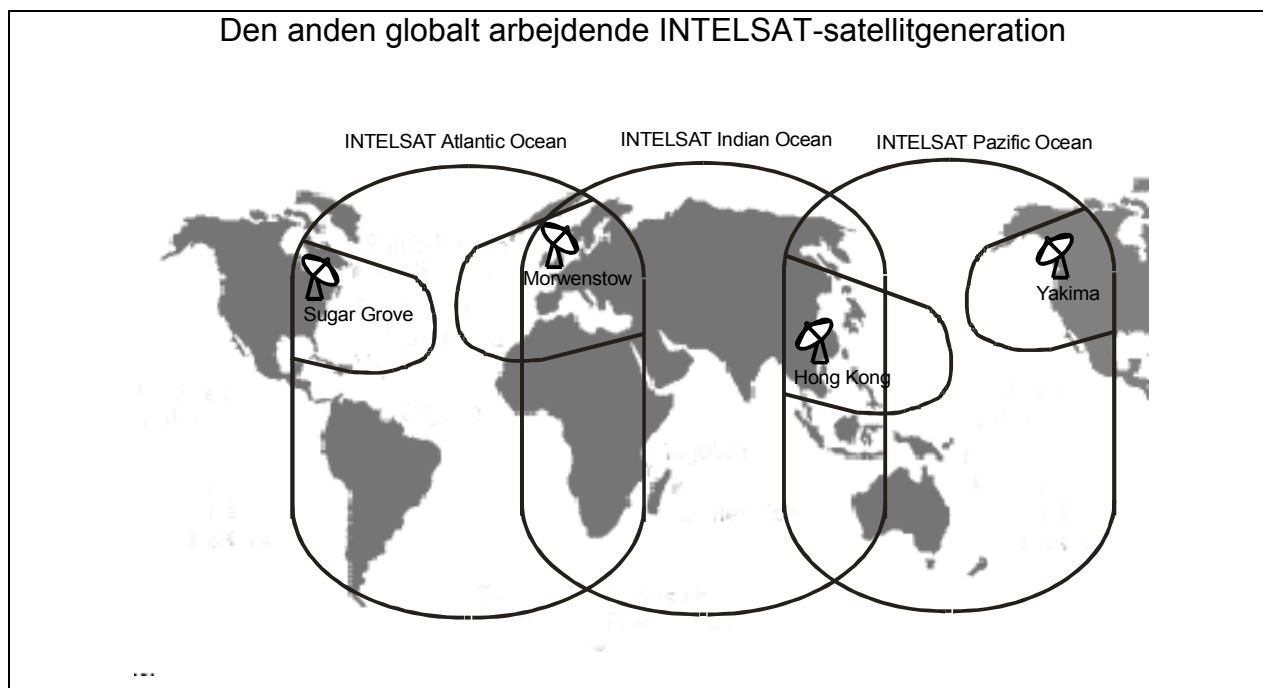 Den anden globalt arbejdende INTELSAT-satellitgeneration
INTELSAT Atlantic Ocean
INTELSAT Indian Ocean
INTELSAT Pazific Ocean
Sugar Grove
Morwenstow
Hong Kong
Yakima